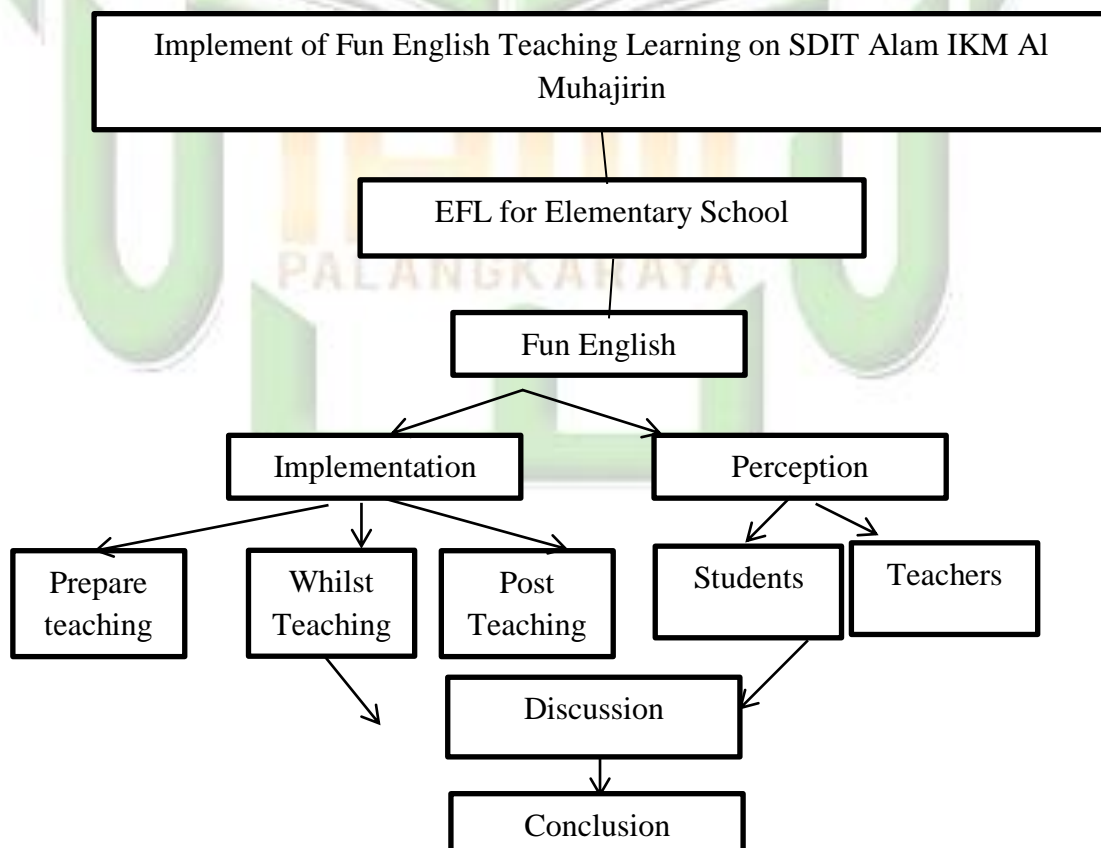 Implement of Fun English Teaching Learning on SDIT Alam IKM Al
Muhajirin
EFL for Elementary School
PALANGKARAYA
Fun English
Implementation
Perception
Prepare
teaching
Whilst
Teaching
Post
Teaching
Students
Teachers
Discussion
Conclusion